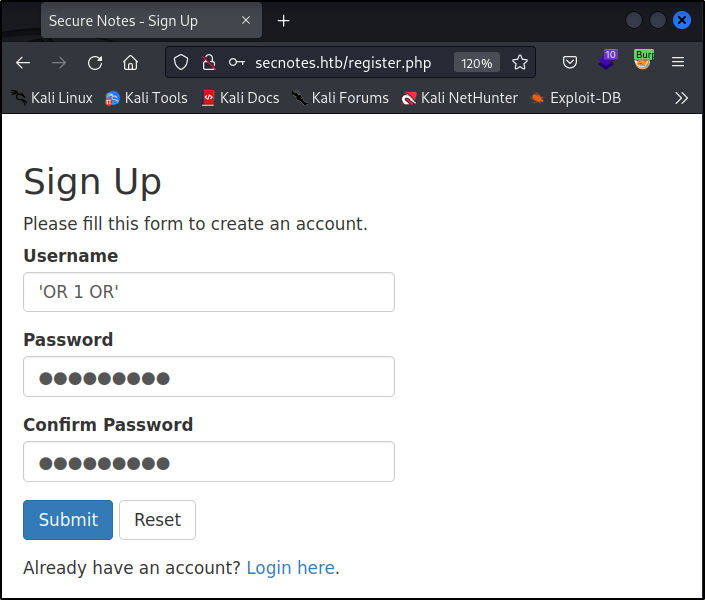 Secure Notes - Sign Up
secnotes.htb/register.php 120% 10 Burp
Kali Linux Kali Tools Kali Docs Kali Forums Kali NetHunter Exploit-DB
Sign Up
Please fill this form to create an account.
Username
'OR 1 OR'
Password
Confirm Password
Submit Reset
Already have an account? Login here.